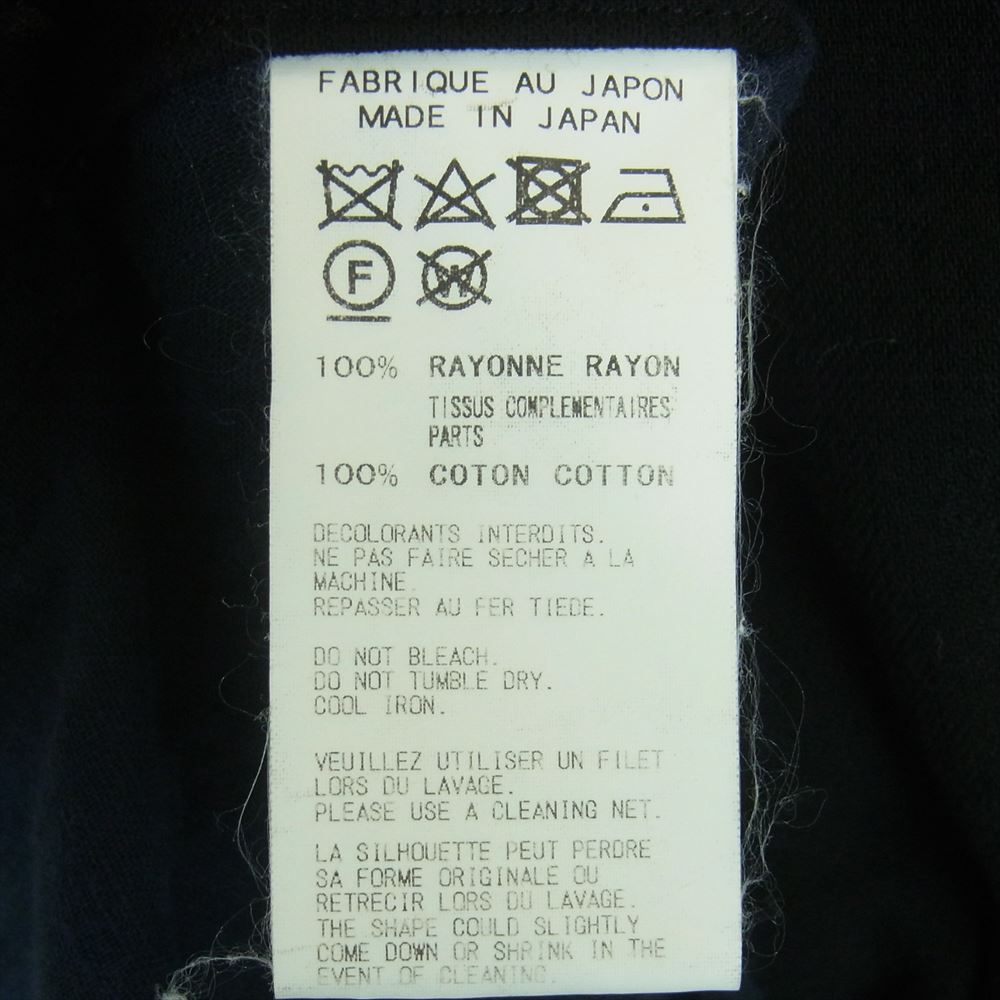 FABRIQUE AU JAPON
MADE IN JAPAN
F
W
100% RAYONNE RAYON
TISSUS COMPLEMENTAIRES
PARTS
100% COTON COTTON
DECOLORANTS INTERDITS.
NE PAS FAIRE SECHER A LA
MACHINE.
REPASSER AU FER TIEDE.
DO NOT BLEACH.
DO NOT TUMBLE DRY.
COOL IRON.
VEUILLEZ UTILISER UN FILET
LORS DU LAVAGE.
PLEASE USE A CLEANING NET.
LA SILHOUETTE PEUT PERDRE
SA FORME ORIGINALE OU
RETRECIR LORS DU LAVAGE.
THE SHAPE COULD SLIGHTLY
COME DOWN OR SHRINK IN THE
EVENT OF CLEANING.